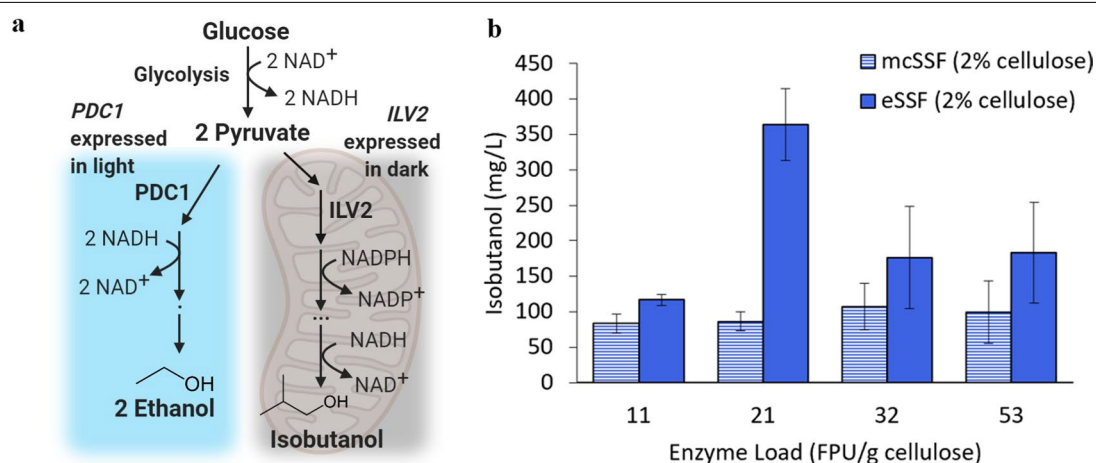 a
Glucose
2 NAD⁺
Glycolysis
2 NADH
PDC1
expressed
in light
2 Pyruvate
ILV2
expressed
in dark
PDC1
ILV2
2 NADH
2 NAD⁺
NADPH
NADP⁺
...
NADH
NAD⁺
OH
2 Ethanol
OH
Isobutanol
b
mcSSF (2% cellulose)
eSSF (2% cellulose)
Isobutanol (mg/L)
450
400
350
300
250
200
150
100
50
0
11 21 32 53
Enzyme Load (FPU/g cellulose)